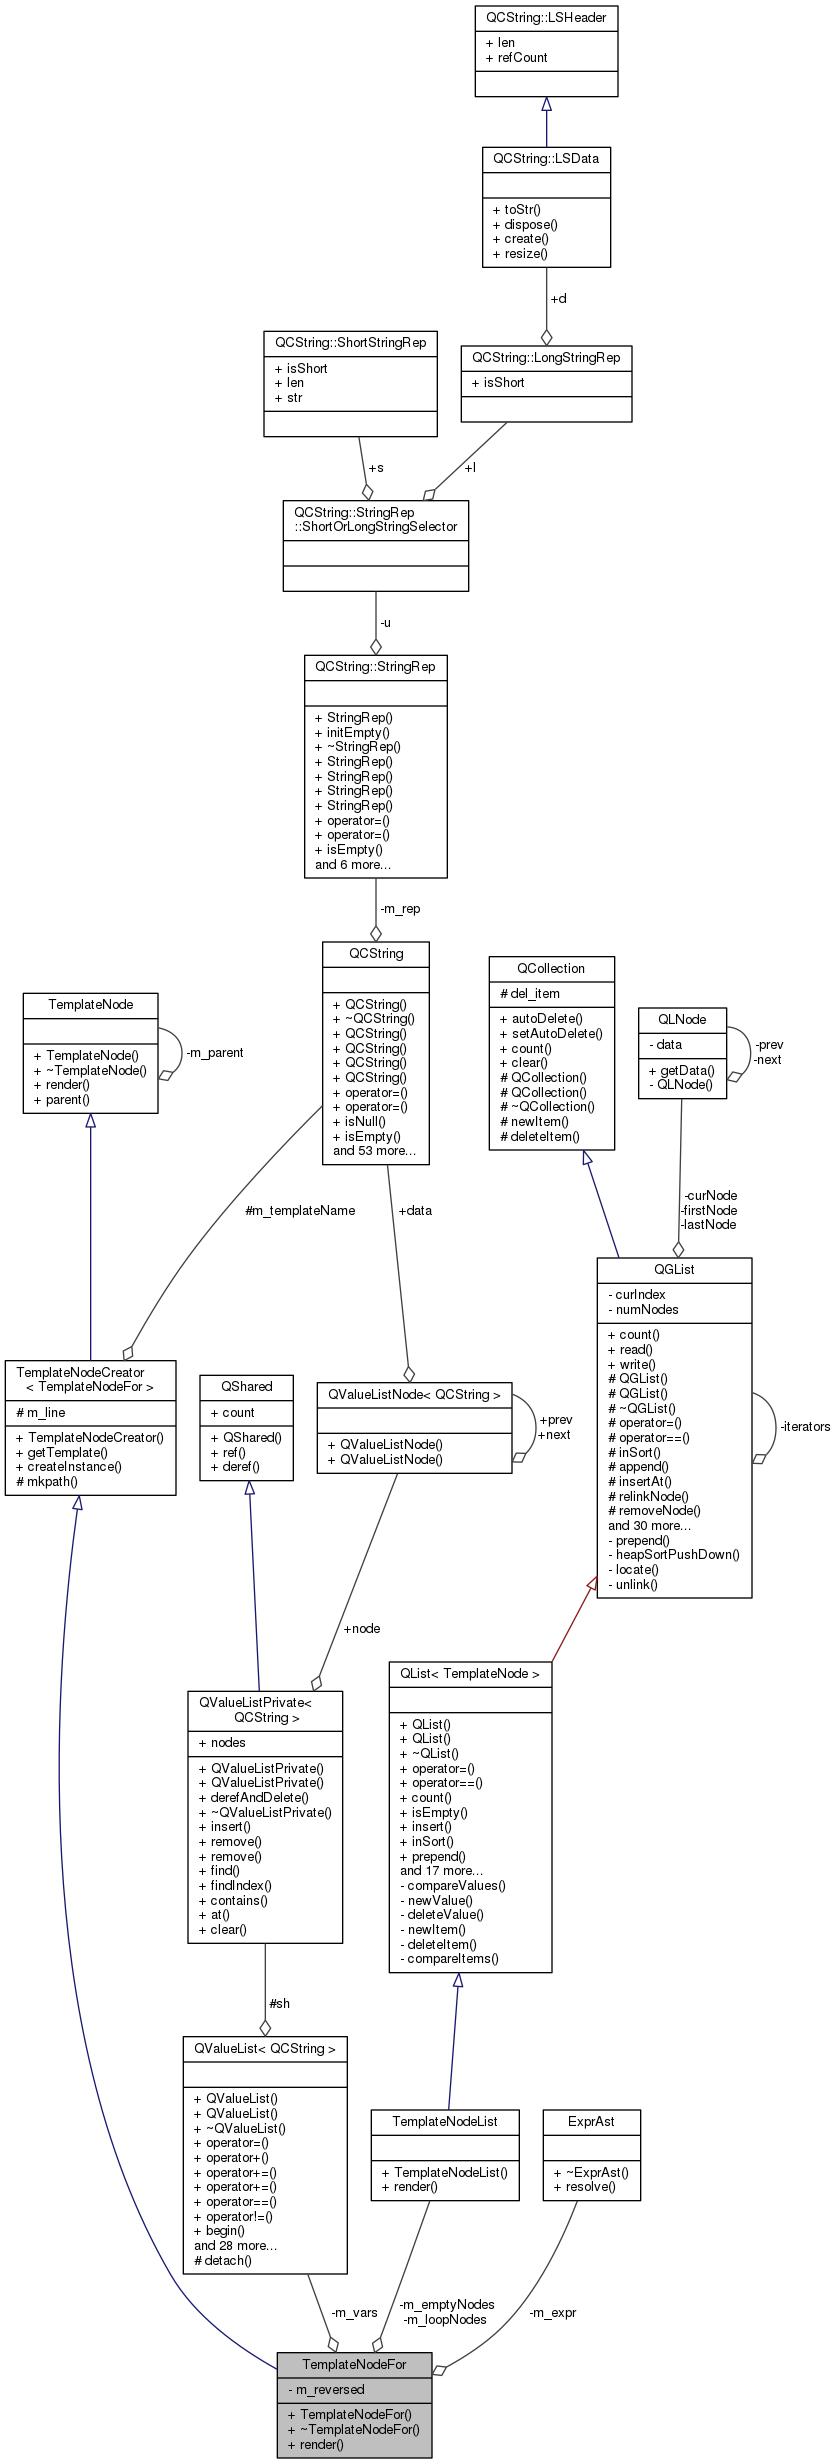 QCString::LSHeader
+ len
+ refCount
QCString::LSData
+ toStr()
+ dispose()
+ create()
+ resize()
+d
QCString::ShortStringRep
+ isShort
+ len
+ str
QCString::LongStringRep
+ isShort
+s
+l
QCString::StringRep
::ShortOrLongStringSelector
-u
QCString::StringRep
+ StringRep()
+ initEmpty()
+ ~StringRep()
+ StringRep()
+ StringRep()
+ StringRep()
+ StringRep()
+ operator=()
+ operator=()
+ isEmpty()
and 6 more...
-m_rep
QCString
+ QCString()
+ ~QCString()
+ QCString()
+ QCString()
+ QCString()
+ QCString()
+ operator=()
+ operator=()
+ isNull()
+ isEmpty()
and 53 more...
QCollection
# del_item
+ autoDelete()
+ setAutoDelete()
+ count()
+ clear()
# QCollection()
# QCollection()
# ~QCollection()
# newItem()
# deleteItem()
TemplateNode
+ TemplateNode()
+ ~TemplateNode()
+ render()
+ parent()
-m_parent
QLNode
- data
+ getData()
- QLNode()
-prev
-next
#m_templateName
+data
-curNode
-firstNode
-lastNode
QGList
- curIndex
- numNodes
+ count()
+ read()
+ write()
# QGList()
# QGList()
# ~QGList()
# operator=()
# operator==()
# inSort()
# append()
# insertAt()
# relinkNode()
# removeNode()
and 30 more...
- prepend()
- heapSortPushDown()
- locate()
- unlink()
-iterators
TemplateNodeCreator
< TemplateNodeFor >
# m_line
+ TemplateNodeCreator()
+ getTemplate()
+ createInstance()
# mkpath()
QShared
+ count
+ QShared()
+ ref()
+ deref()
QValueListNode< QCString >
+ QValueListNode()
+ QValueListNode()
+prev
+next
+node
QValueListPrivate<
QCString >
+ nodes
+ QValueListPrivate()
+ QValueListPrivate()
+ derefAndDelete()
+ ~QValueListPrivate()
+ insert()
+ remove()
+ remove()
+ find()
+ findIndex()
+ contains()
+ at()
+ clear()
QList< TemplateNode >
+ QList()
+ QList()
+ ~QList()
+ operator=()
+ operator==()
+ count()
+ isEmpty()
+ insert()
+ inSort()
+ prepend()
and 17 more...
- compareValues()
- newValue()
- deleteValue()
- newItem()
- deleteItem()
- compareItems()
#sh
QValueList< QCString >
+ QValueList()
+ QValueList()
+ ~QValueList()
+ operator=()
+ operator+()
+ operator+=()
+ operator+=()
+ operator==()
+ operator!=()
+ begin()
and 28 more...
# detach()
TemplateNodeList
+ TemplateNodeList()
+ render()
ExprAst
+ ~ExprAst()
+ resolve()
-m_vars
-m_emptyNodes
-m_loopNodes
-m_expr
TemplateNodeFor
- m_reversed
+ TemplateNodeFor()
+ ~TemplateNodeFor()
+ render()